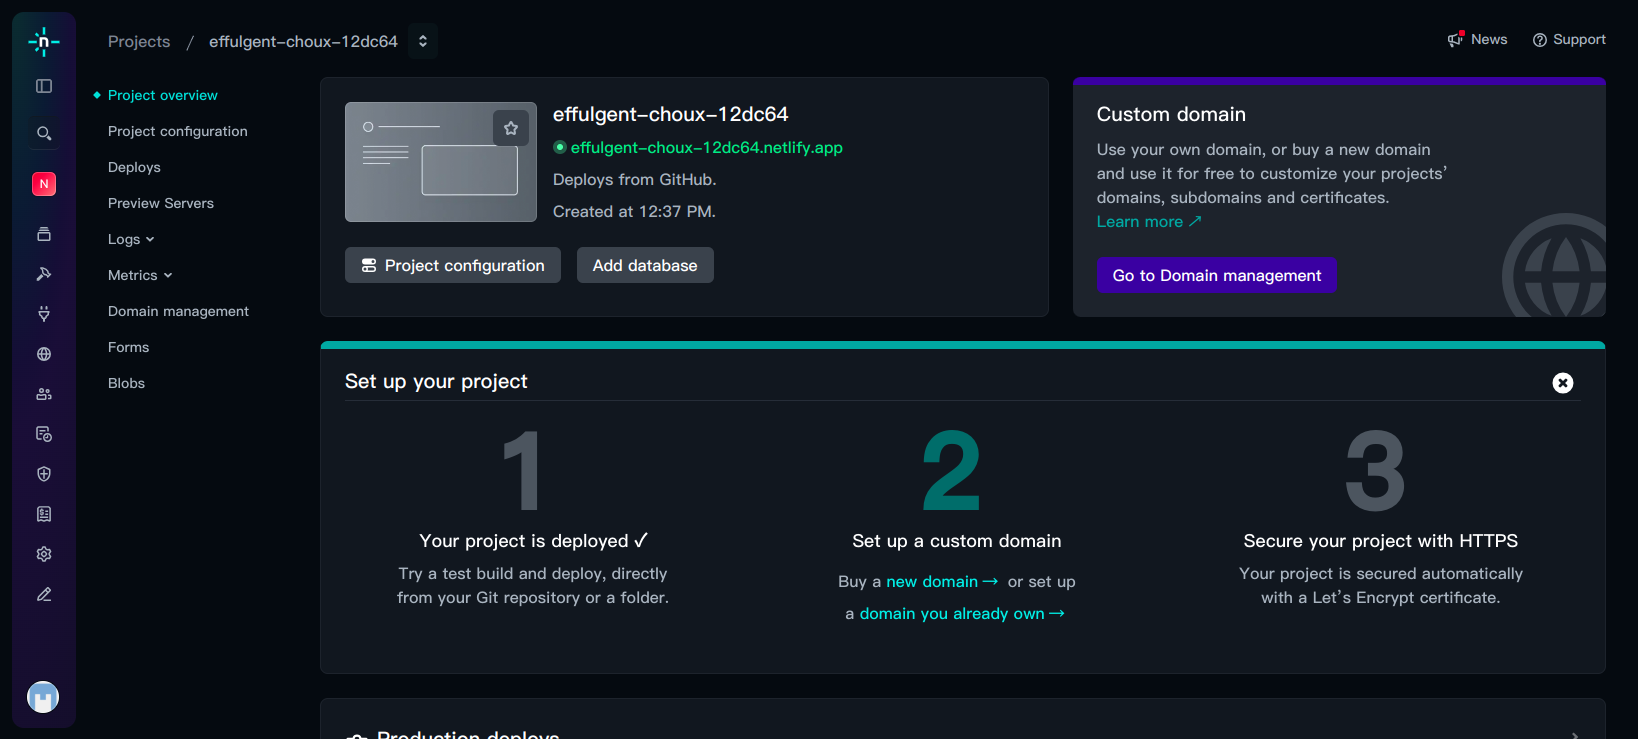 Projects / effulgent-choux-12dc64
News
Support
Project overview
Project configuration
Deploys
Preview Servers
Logs
Metrics
Domain management
Forms
Blobs
N
effulgent-choux-12dc64
effulgent-choux-12dc64.netlify.app
Deploys from GitHub.
Created at 12:37 PM.
Project configuration
Add database
Custom domain
Use your own domain, or buy a new domain
and use it for free to customize your projects’
domains, subdomains and certificates.
Learn more ↗
Go to Domain management
Set up your project
1
Your project is deployed ✓
Try a test build and deploy, directly
from your Git repository or a folder.
2
Set up a custom domain
Buy a new domain → or set up
a domain you already own →
3
Secure your project with HTTPS
Your project is secured automatically
with a Let’s Encrypt certificate.
Production deploys